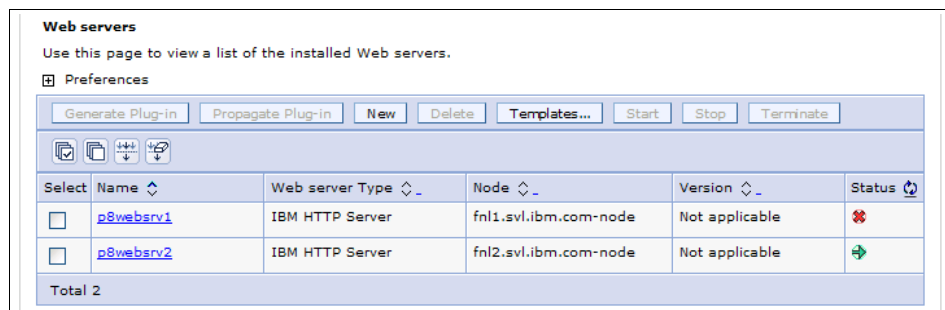 Web servers
Use this page to view a list of the installed Web servers.
Preferences
Generate Plug-in Propagate Plug-in New Delete Templates... Start Stop Terminate
Select Name Web server Type Node Version Status
p8websrv1 IBM HTTP Server fnl1.svl.ibm.com-node Not applicable
p8websrv2 IBM HTTP Server fnl2.svl.ibm.com-node Not applicable
Total 2